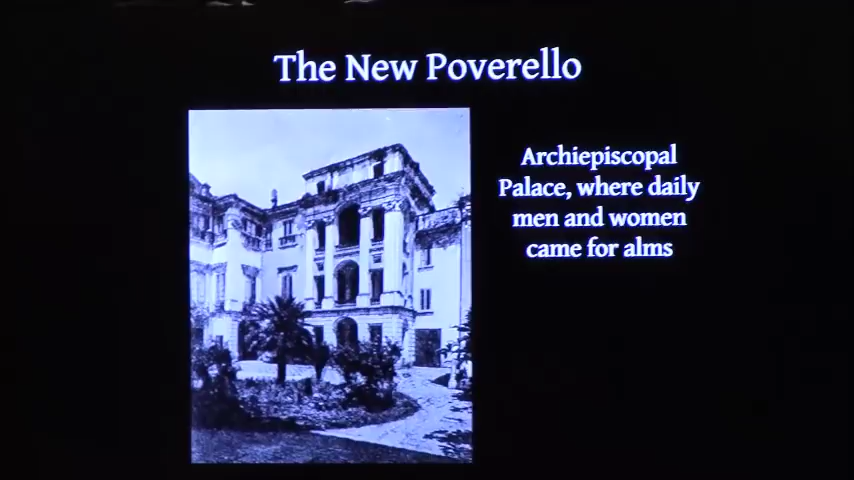 The New Poverello
Archiepiscopal
Palace, where daily
men and women
came for alms